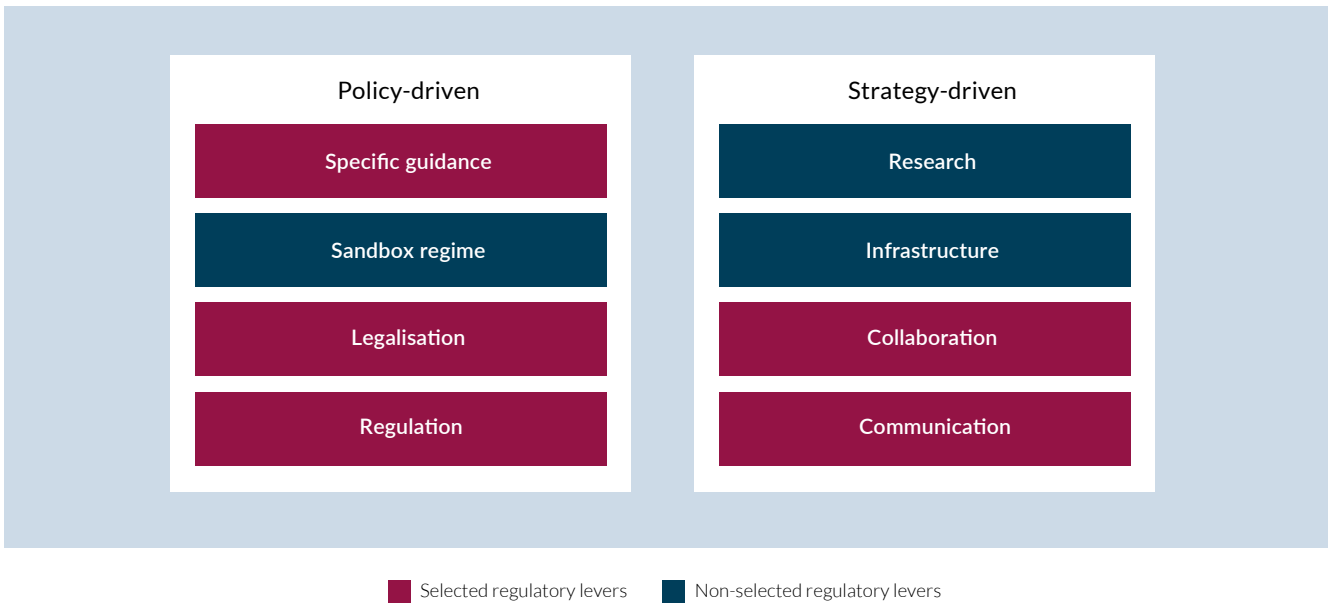 Policy-driven
Specific guidance
Sandbox regime
Legalisation
Regulation
Strategy-driven
Research
Infrastructure
Collaboration
Communication
Selected regulatory levers
Non-selected regulatory levers